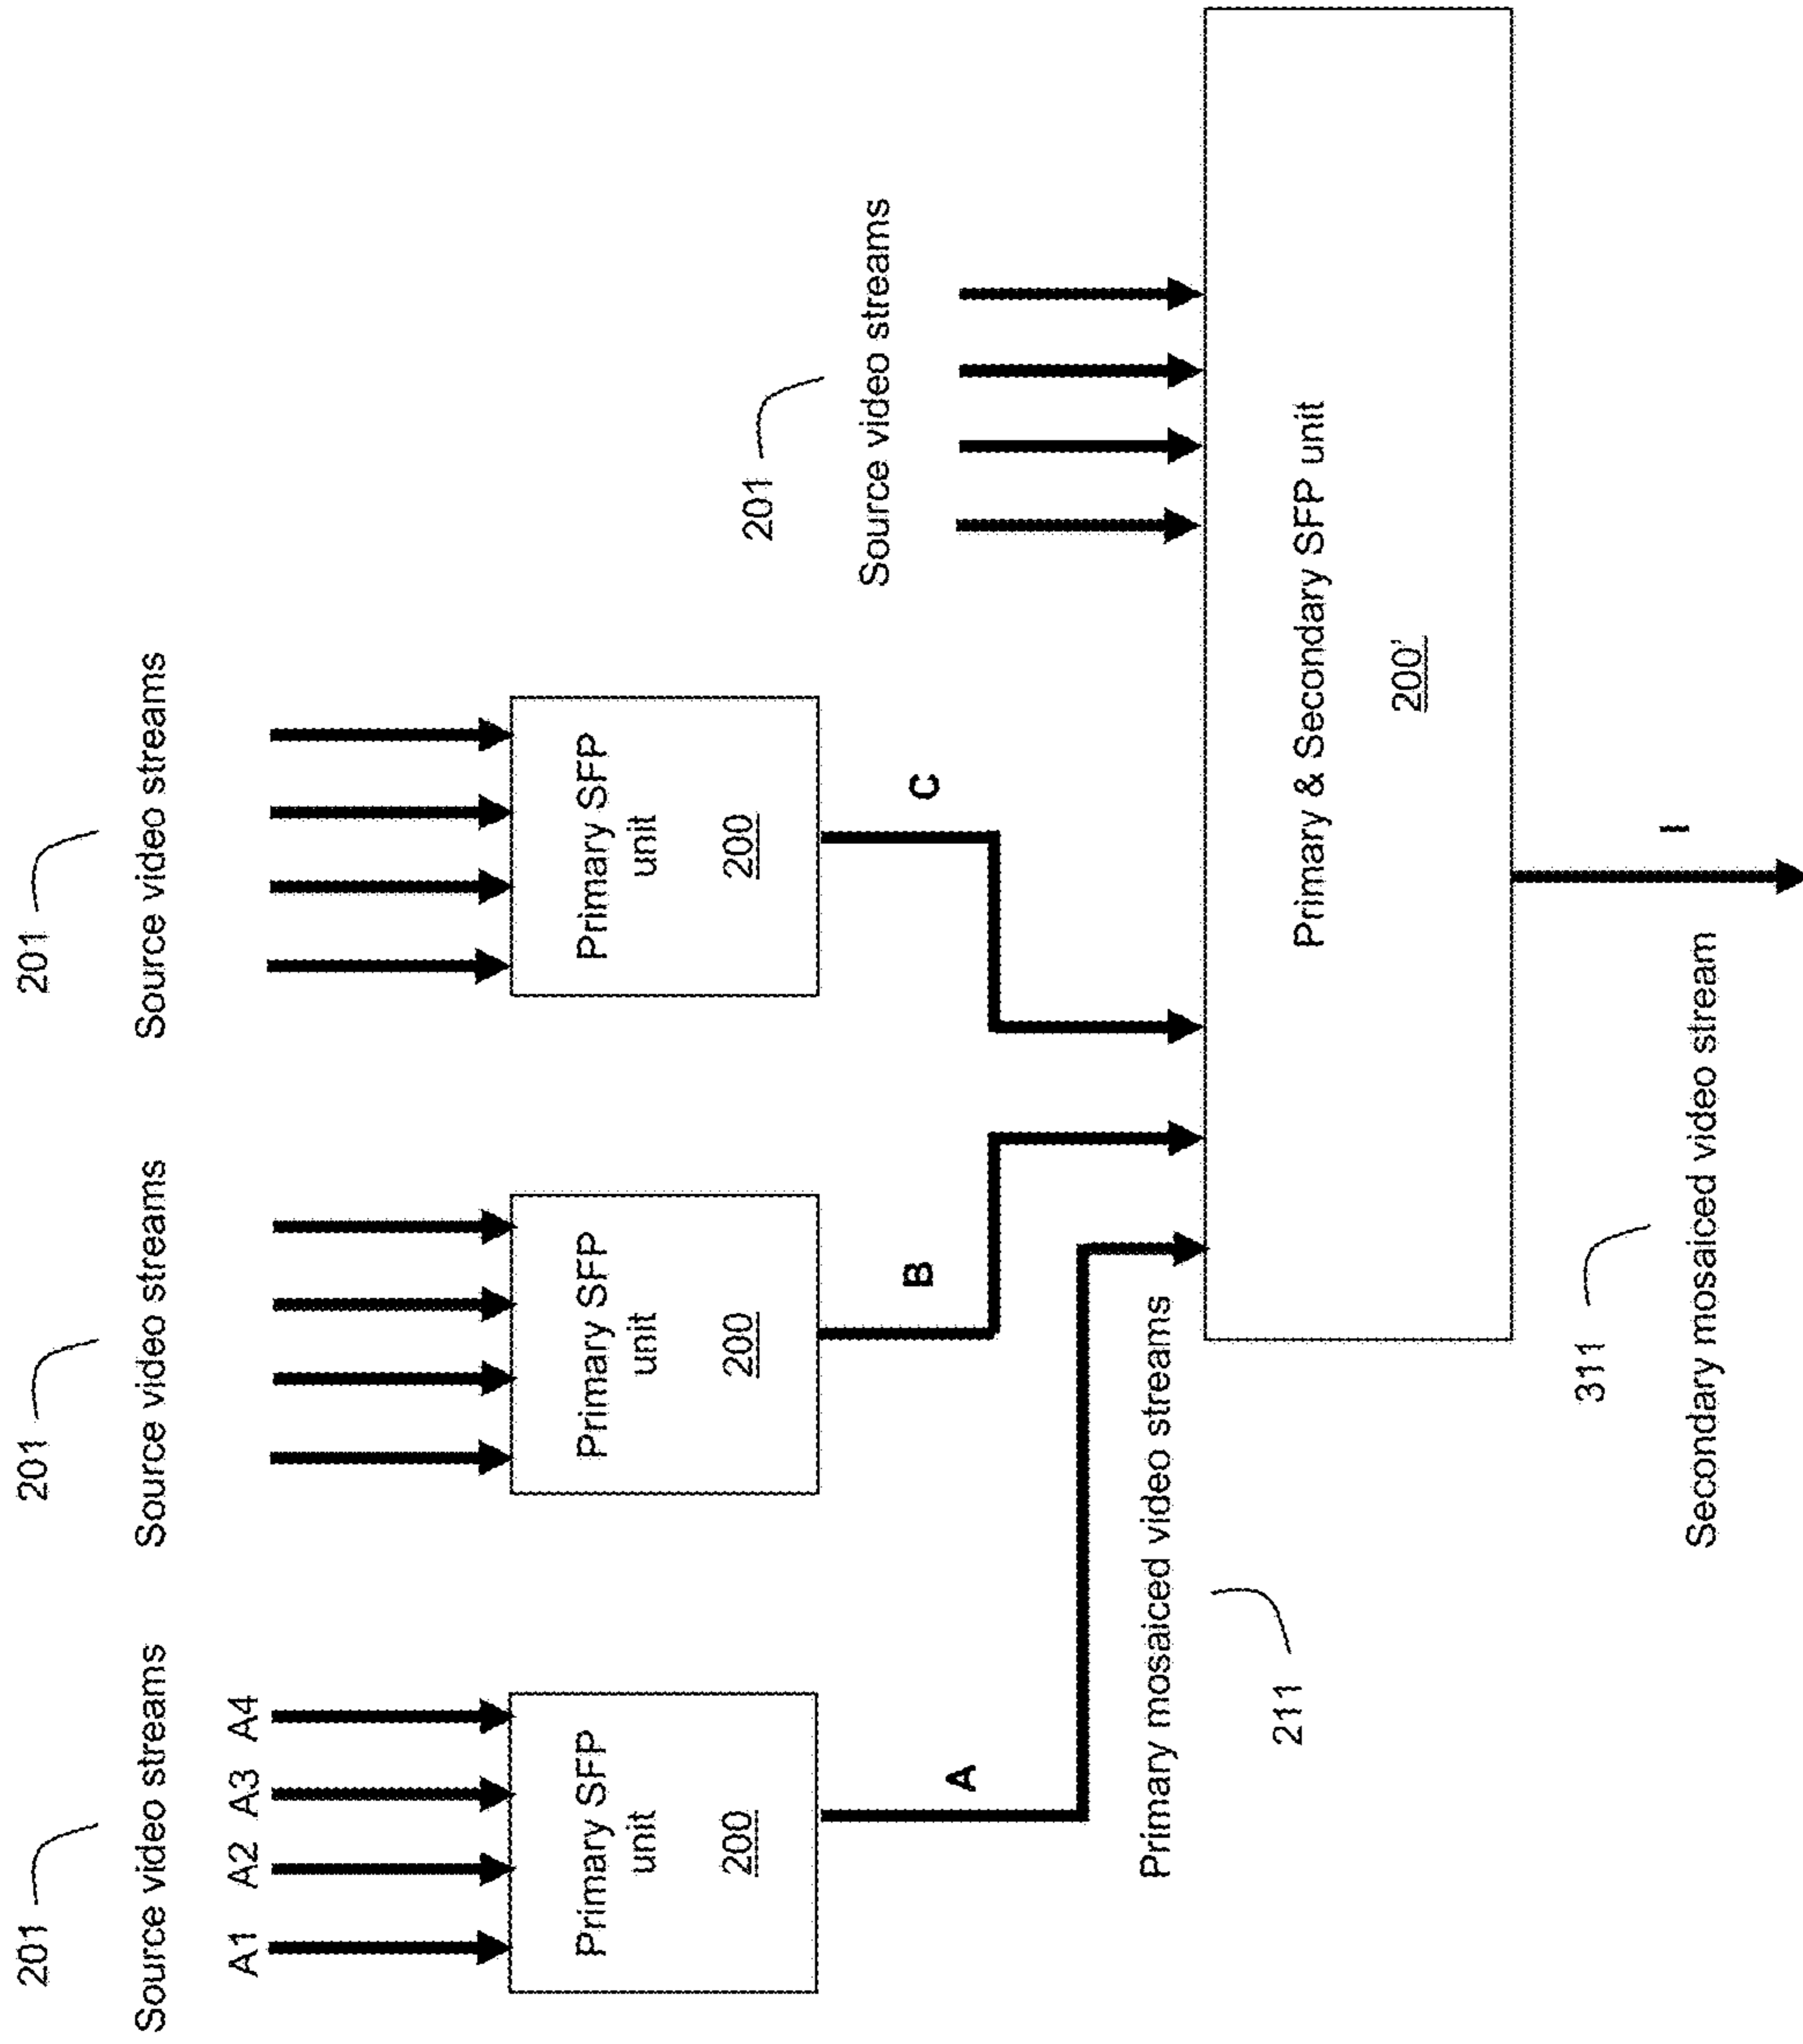 201
201
201
Source video streams
Source video streams
Source video streams
A1 A2 A3 A4
Primary SFP
unit
200
Primary SFP
unit
200
Primary SFP
unit
200
201
Source video streams
A
B
C
Primary mosaiced video streams
211
Primary & Secondary SFP unit
200'
311
Secondary mosaiced video stream
I